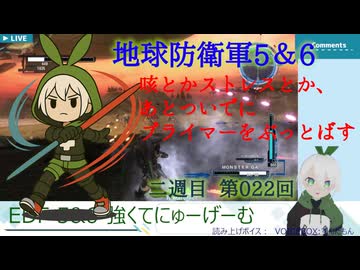 LIVE
地球防衛軍5＆6
Comments
咳とかストレスとか、
あとついでに
プライマーをぶっとばす
MONSTER GA
二週目 第022回
強くてにゅーげーむ
読み上げボイス： VOICEVOX: